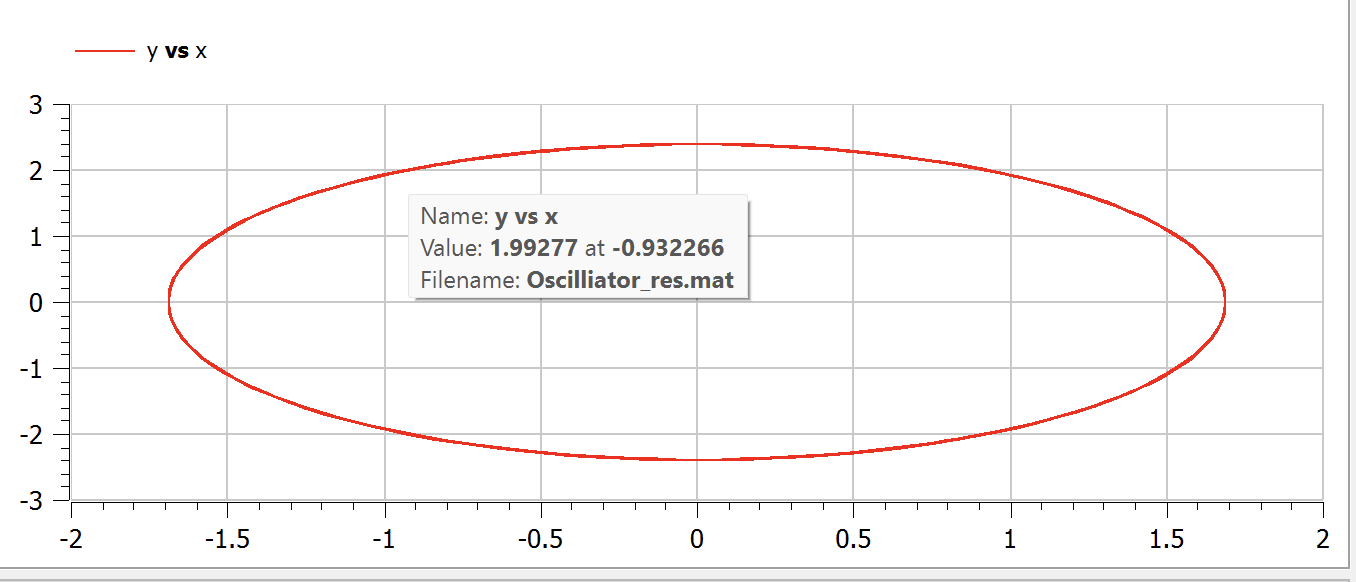 y vs x
3
2
1
0
-1
-2
-3
Name: y vs x
Value: 1.99277 at -0.932266
Filename: Oscilliator_res.mat
-2 -1.5 -1 -0.5 0 0.5 1 1.5 2